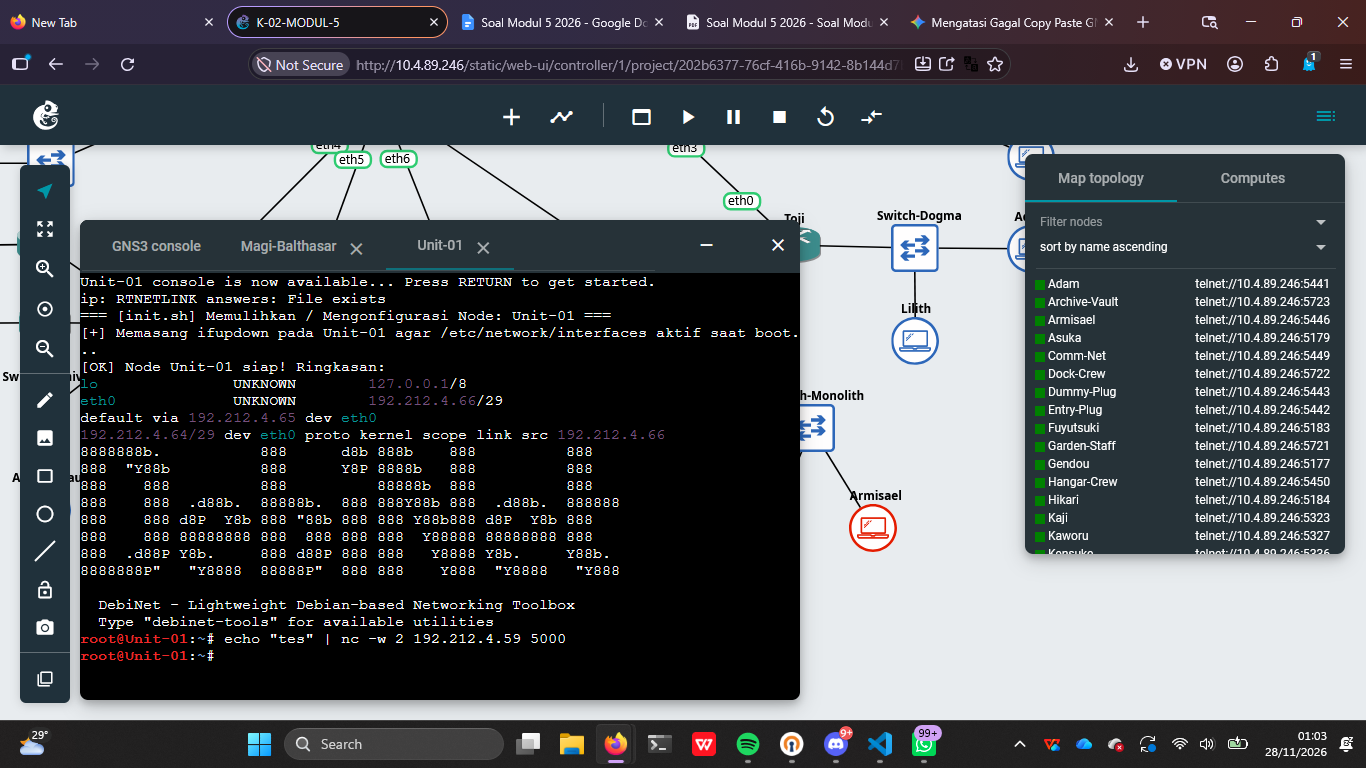 New Tab
K-02-MODUL-5
Soal Modul 5 2026 - Google Do
Soal Modul 5 2026 - Soal Modu
Mengatasi Gagal Copy Paste GN
Not Secure
http://10.4.89.246/static/web-ui/controller/1/project/202b6377-76cf-416b-9142-8b144d7
VPN
1
eth4
eth5
eth6
eth3
eth0
Toji
Switch-Dogma
Lilith
h-Monolith
Armisael
Map topology
Computes
Filter nodes
sort by name ascending
Adam telnet://10.4.89.246:5441
Archive-Vault telnet://10.4.89.246:5723
Armisael telnet://10.4.89.246:5446
Asuka telnet://10.4.89.246:5179
Comm-Net telnet://10.4.89.246:5449
Dock-Crew telnet://10.4.89.246:5722
Dummy-Plug telnet://10.4.89.246:5443
Entry-Plug telnet://10.4.89.246:5442
Fuyutsuki telnet://10.4.89.246:5183
Garden-Staff telnet://10.4.89.246:5721
Gendou telnet://10.4.89.246:5177
Hangar-Crew telnet://10.4.89.246:5450
Hikari telnet://10.4.89.246:5184
Kaji telnet://10.4.89.246:5323
Kaworu telnet://10.4.89.246:5327
Kensuke telnet://10.4.89.246:5326
GNS3 console
Magi-Balthasar
Unit-01
Unit-01 console is now available... Press RETURN to get started.
ip: RTNETLINK answers: File exists
=== [init.sh] Memulihkan / Mengonfigurasi Node: Unit-01 ===
[+] Memasang ifupdown pada Unit-01 agar /etc/network/interfaces aktif saat boot.
..
[OK] Node Unit-01 siap! Ringkasan:
lo UNKNOWN 127.0.0.1/8
eth0 UNKNOWN 192.212.4.66/29
default via 192.212.4.65 dev eth0
192.212.4.64/29 dev eth0 proto kernel scope link src 192.212.4.66
DebiNet - Lightweight Debian-based Networking Toolbox
Type "debinet-tools" for available utilities
root@Unit-01:~# echo "tes" | nc -w 2 192.212.4.59 5000
root@Unit-01:~#
29°
Search
9+
99+
01:03
28/11/2026